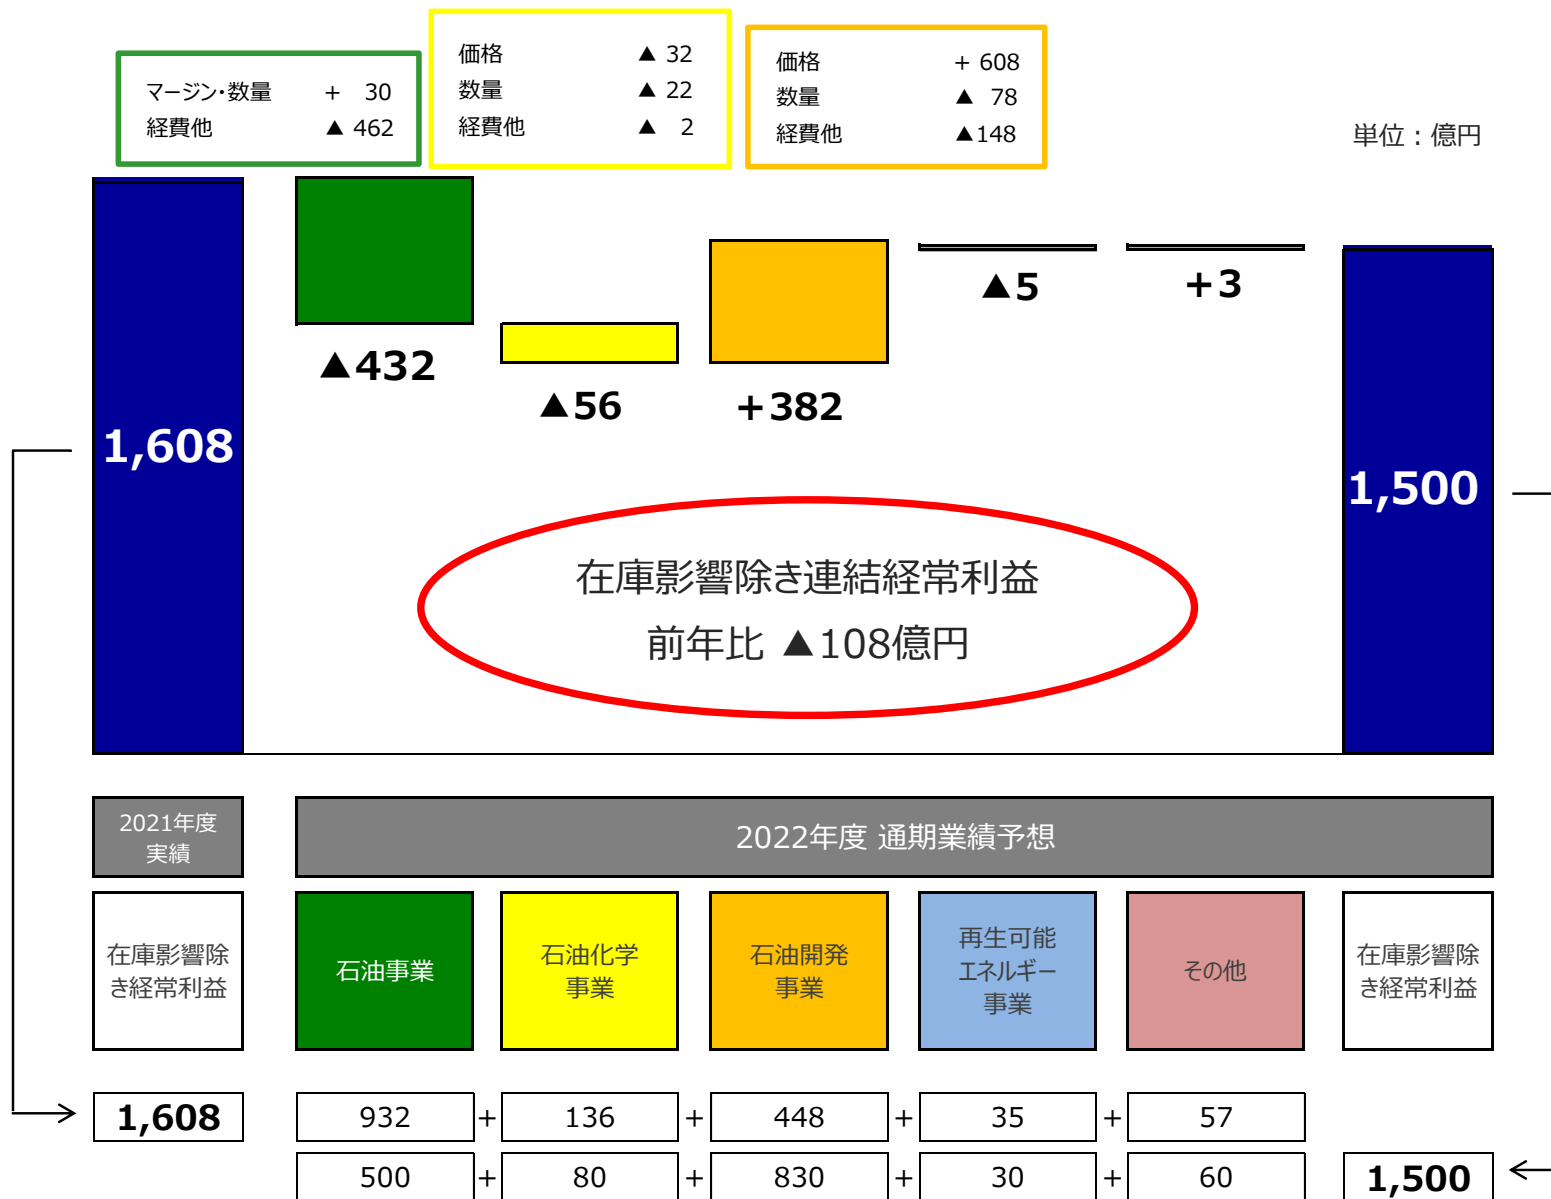 マージン・数量 + 30
経費他 ▲ 462
価格 ▲ 32
数量 ▲ 22
経費他 ▲ 2
価格 + 608
数量 ▲ 78
経費他 ▲148
単位：億円
1,608
▲432
▲56
+382
▲5
+3
1,500
在庫影響除き連結経常利益
前年比 ▲108億円
2021年度
実績
2022年度 通期業績予想
在庫影響除
き経常利益
石油事業
石油化学
事業
石油開発
事業
再生可能
エネルギー
事業
その他
在庫影響除
き経常利益
1,608 932 + 136 + 448 + 35 + 57
500 + 80 + 830 + 30 + 60 1,500